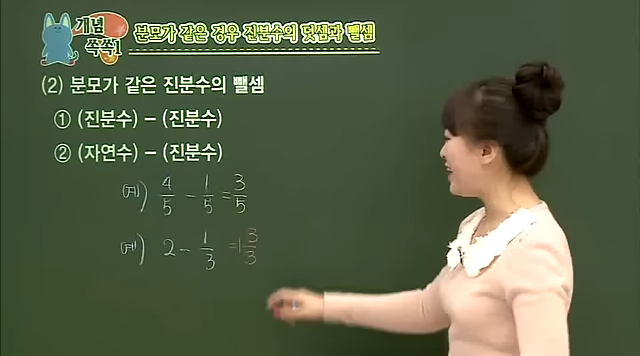 개념 쏙쏙1 분모가 같은 경우 진분수의 덧셈과 뺄셈
(2) 분모가 같은 진분수의 뺄셈
① (진분수) – (진분수)
② (자연수) – (진분수)
예) 4/5 - 1/5 = 3/5
예) 2 - 1/3 = 1 3/3